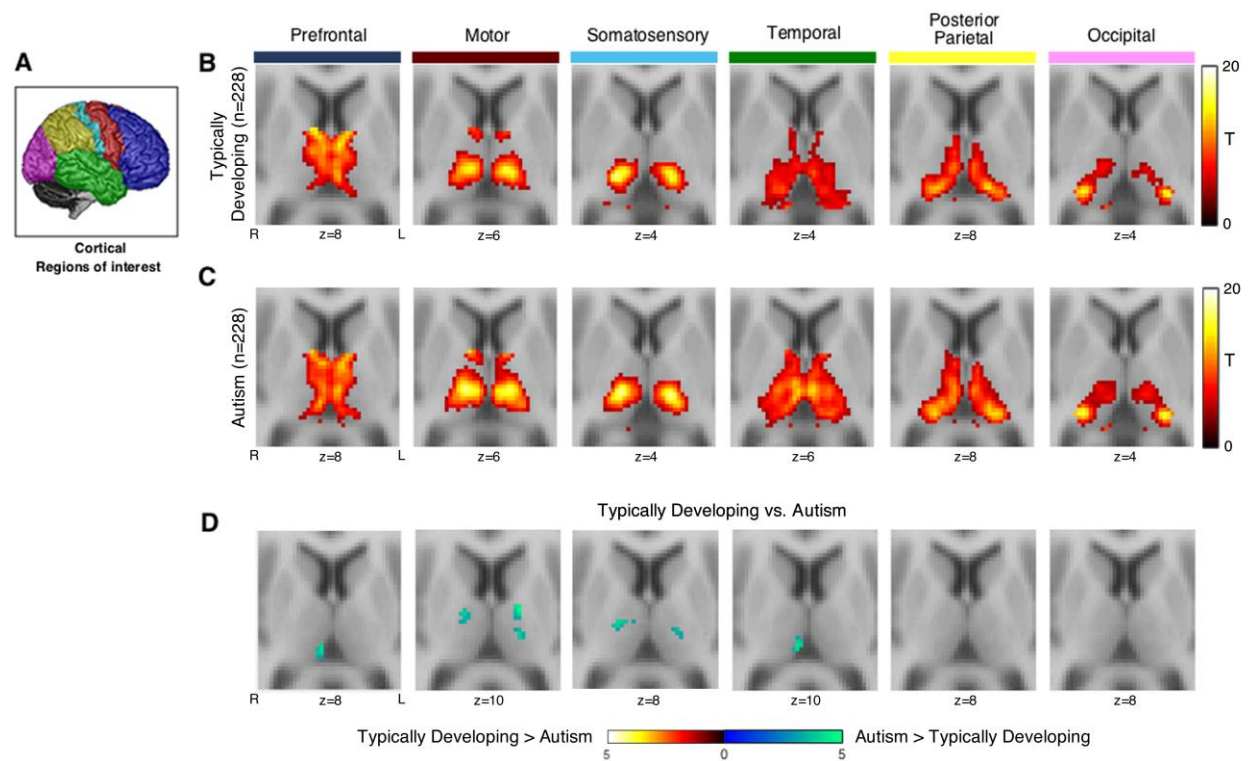 A
Cortical
Regions of interest
Prefrontal
Motor
Somatosensory
Temporal
Posterior
Parietal
Occipital
B
Typically
Developing (n=228)
R
z=8
L
z=6
z=4
z=4
z=8
z=4
20
T
0
C
Autism (n=228)
R
z=8
L
z=6
z=4
z=6
z=8
z=4
20
T
0
Typically Developing vs. Autism
D
R
z=8
L
z=10
z=8
z=10
z=8
z=8
Typically Developing > Autism
5
0
5
Autism > Typically Developing